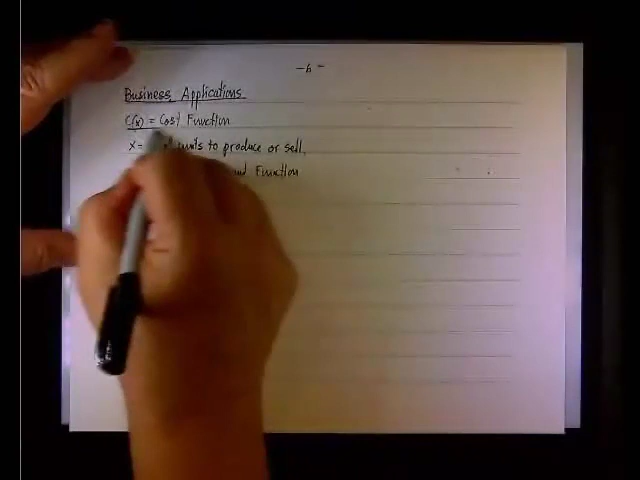 -6-
Business Applications
C(x) = Cost Function
x = units to produce or sell.
Function